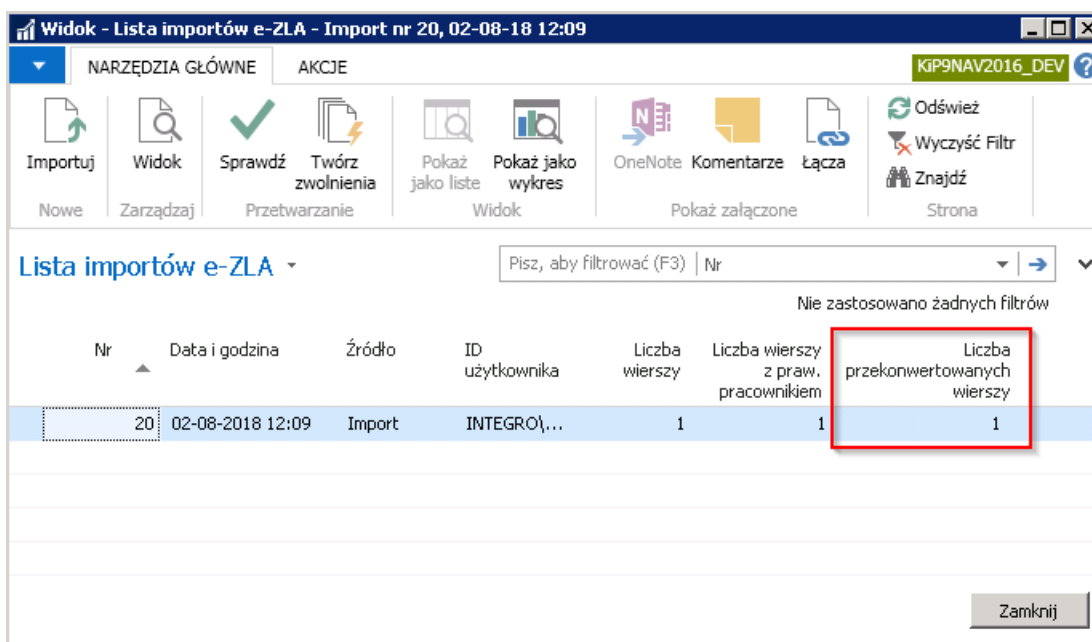 Widok - Lista importów e-ZLA - Import nr 20, 02-08-18 12:09
NARZĘDZIA GŁÓWNE AKCJE KiP9NAV2016_DEV ?
Importuj Widok Sprawdź Twórz zwolnienia Pokaż jako liste Pokaż jako wykres OneNote Komentarze Łącza
Odśwież
Wyczyść Filtr
Znajdź
Nowe Zarządzaj Przetwarzanie Widok Pokaż załączone Strona
Lista importów e-ZLA Pisz, aby filtrować (F3) Nr
Nie zastosowano żadnych filtrów
Nr Data i godzina Źródło ID użytkownika Liczba wierszy Liczba wierszy z praw. pracownikiem Liczba przekonwertowanych wierszy
20 02-08-2018 12:09 Import INTEGRO\... 1 1 1
Zamknij